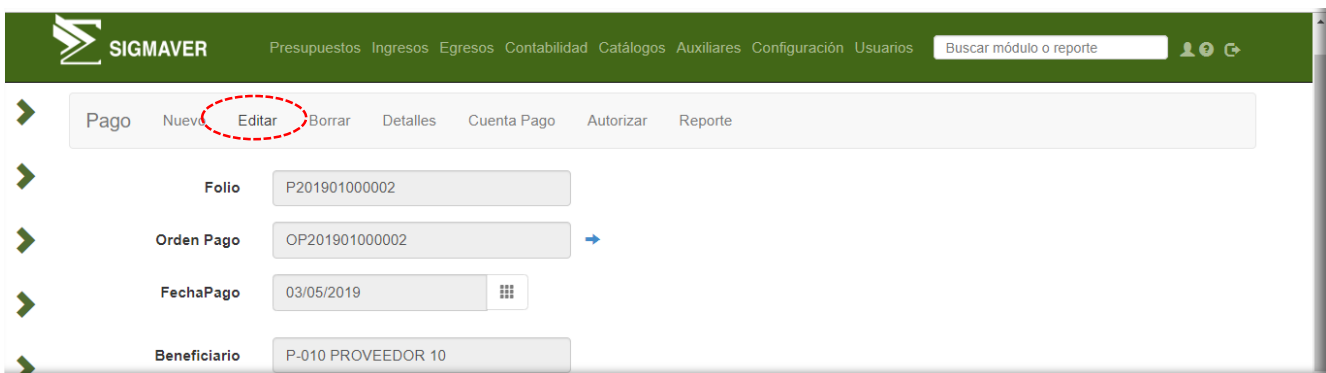 SIGMAVER Presupuestos Ingresos Egresos Contabilidad Catálogos Auxiliares Configuración Usuarios Buscar módulo o reporte
Pago Nuevo Editar Borrar Detalles Cuenta Pago Autorizar Reporte
Folio P201901000002
Orden Pago OP201901000002
FechaPago 03/05/2019
Beneficiario P-010 PROVEEDOR 10